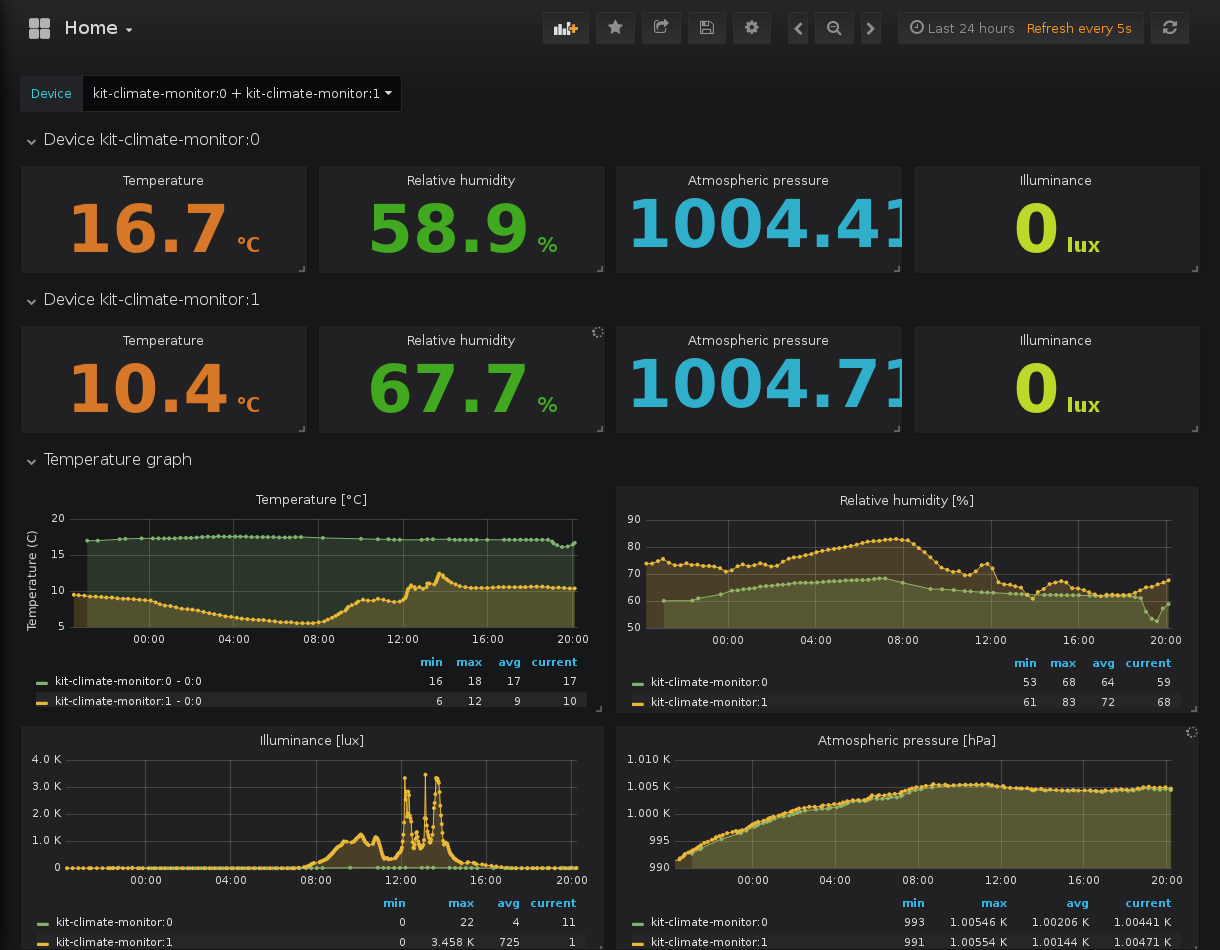 Home
Last 24 hours Refresh every 5s
Device kit-climate-monitor:0 + kit-climate-monitor:1
Device kit-climate-monitor:0
Temperature Relative humidity Atmospheric pressure Illuminance
16.7 °C 58.9 % 1004.41 0 lux
Device kit-climate-monitor:1
Temperature Relative humidity Atmospheric pressure Illuminance
10.4 °C 67.7 % 1004.71 0 lux
Temperature graph
Temperature [°C]
Temperature (C)
20
15
10
5
00:00 04:00 08:00 12:00 16:00 20:00
min max avg current
kit-climate-monitor:0 - 0:0 16 18 17 17
kit-climate-monitor:1 - 0:0 6 12 9 10
Relative humidity [%]
90
80
70
60
50
00:00 04:00 08:00 12:00 16:00 20:00
min max avg current
kit-climate-monitor:0 53 68 64 59
kit-climate-monitor:1 61 83 72 68
Illuminance [lux]
4.0 K
3.0 K
2.0 K
1.0 K
0
00:00 04:00 08:00 12:00 16:00 20:00
min max avg current
kit-climate-monitor:0 0 22 4 11
kit-climate-monitor:1 0 3.458 K 725 1
Atmospheric pressure [hPa]
1.010 K
1.005 K
1.000 K
995
990
00:00 04:00 08:00 12:00 16:00 20:00
min max avg current
kit-climate-monitor:0 993 1.00546 K 1.00206 K 1.00441 K
kit-climate-monitor:1 991 1.00554 K 1.00144 K 1.00471 K